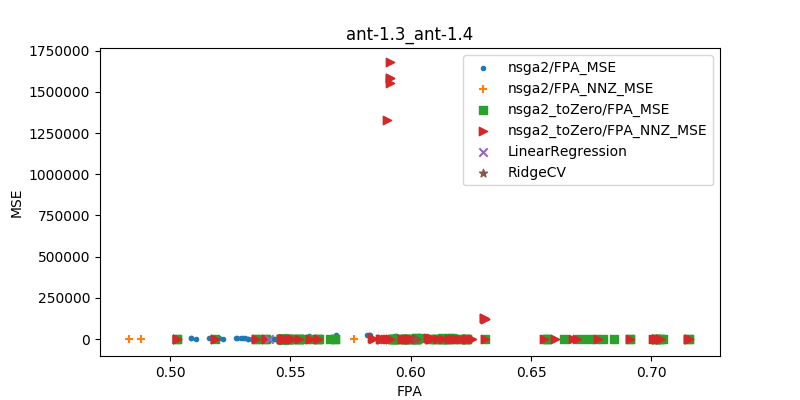 ant-1.3_ant-1.4
1750000
1500000
1250000
1000000
750000
500000
250000
0
MSE
nsga2/FPA_MSE
nsga2/FPA_NNZ_MSE
nsga2_toZero/FPA_MSE
nsga2_toZero/FPA_NNZ_MSE
LinearRegression
RidgeCV
0.50 0.55 0.60 0.65 0.70
FPA